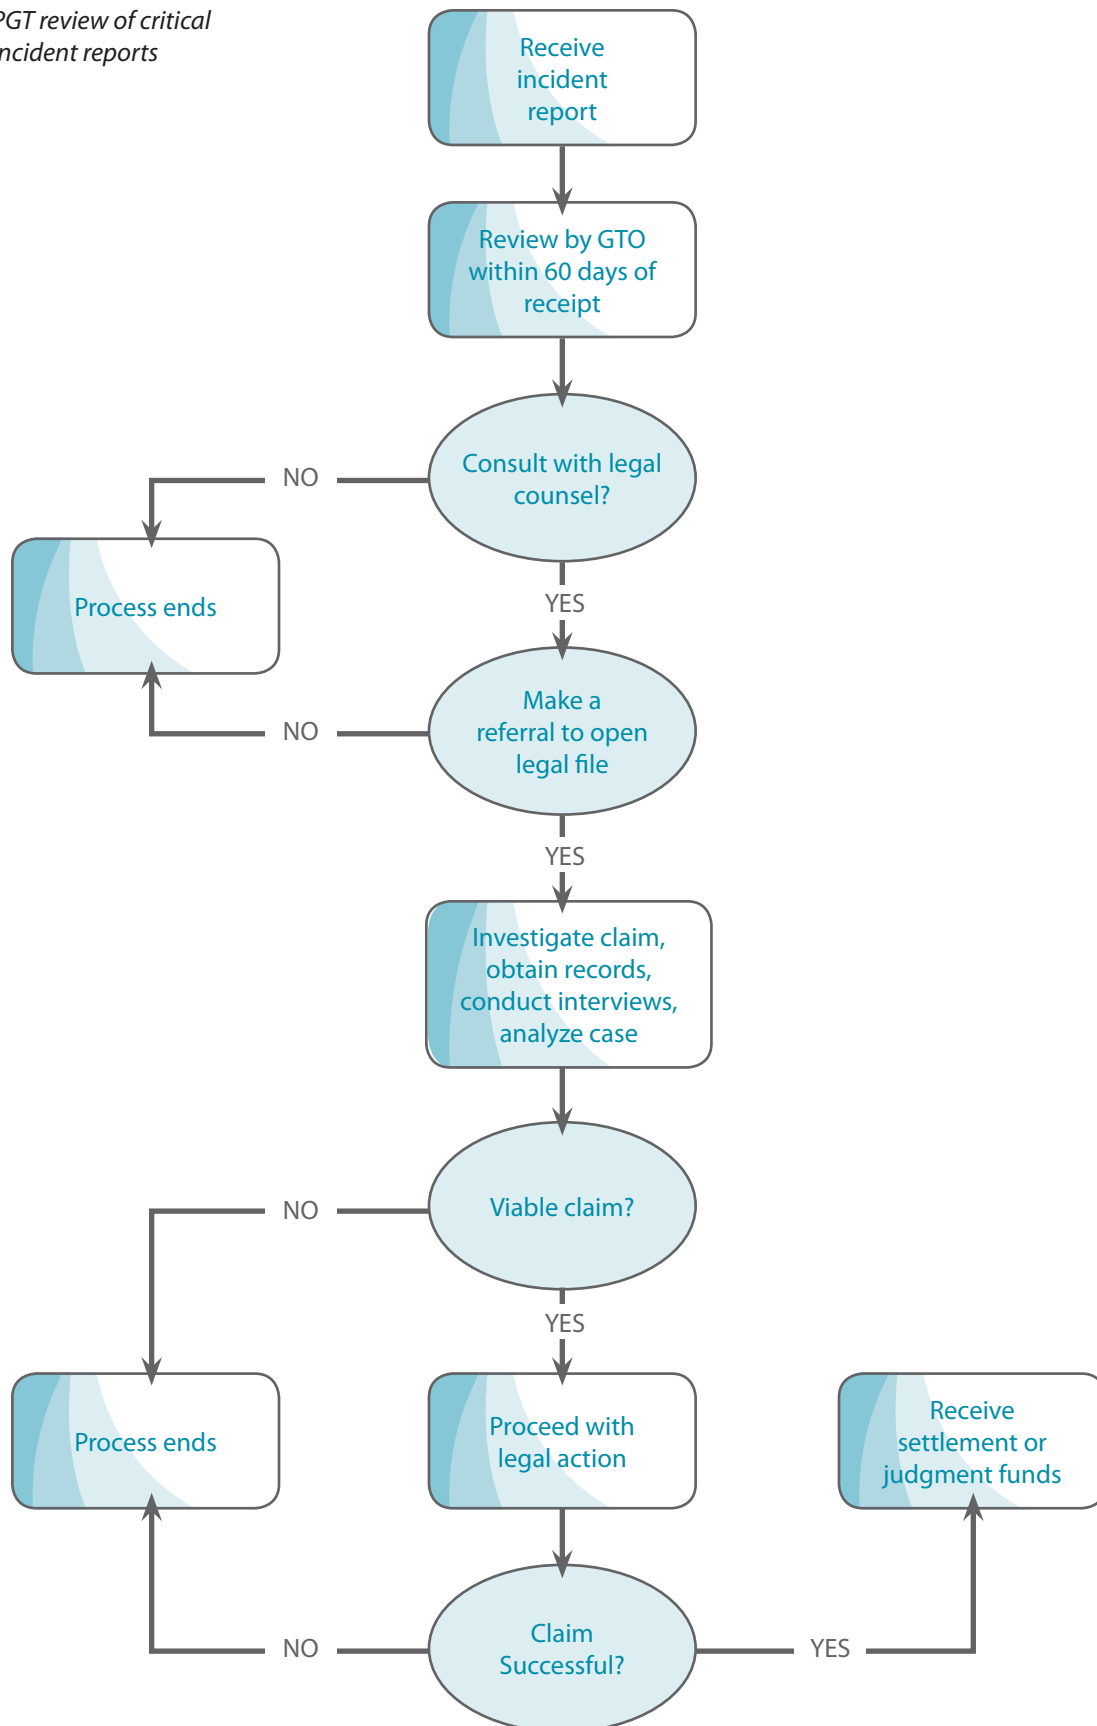 PGT review of critical
incident reports
Receive
incident
report
Review by GTO
within 60 days of
receipt
Consult with legal
counsel?
NO
Process ends
YES
Make a
referral to open
legal file
NO
YES
Investigate claim,
obtain records,
conduct interviews,
analyze case
Viable claim?
NO
YES
Process ends
Proceed with
legal action
Receive
settlement or
judgment funds
Claim
Successful?
NO
YES